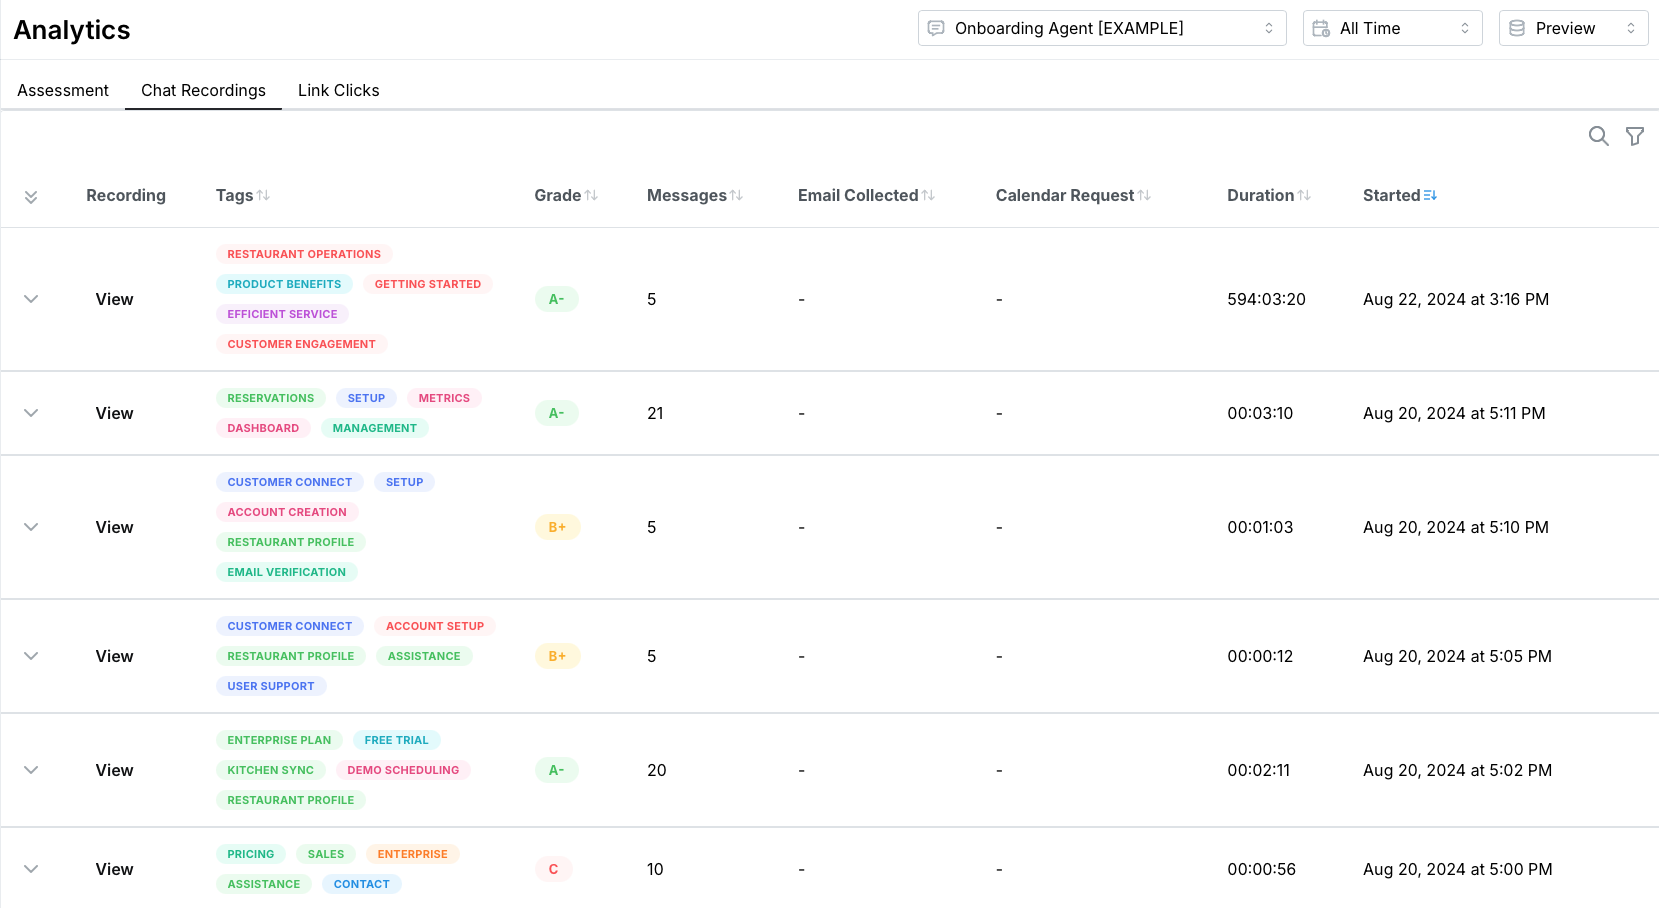 Analytics
Onboarding Agent [EXAMPLE] All Time Preview
Assessment Chat Recordings Link Clicks
Recording Tags Grade Messages Email Collected Calendar Request Duration Started
RESTAURANT OPERATIONS
PRODUCT BENEFITS GETTING STARTED
View A- 5 - - 594:03:20 Aug 22, 2024 at 3:16 PM
EFFICIENT SERVICE
CUSTOMER ENGAGEMENT
RESERVATIONS SETUP METRICS
View A- 21 - - 00:03:10 Aug 20, 2024 at 5:11 PM
DASHBOARD MANAGEMENT
CUSTOMER CONNECT SETUP
ACCOUNT CREATION
View B+ 5 - - 00:01:03 Aug 20, 2024 at 5:10 PM
RESTAURANT PROFILE
EMAIL VERIFICATION
CUSTOMER CONNECT ACCOUNT SETUP
View RESTAURANT PROFILE ASSISTANCE B+ 5 - - 00:00:12 Aug 20, 2024 at 5:05 PM
USER SUPPORT
ENTERPRISE PLAN FREE TRIAL
View KITCHEN SYNC DEMO SCHEDULING A- 20 - - 00:02:11 Aug 20, 2024 at 5:02 PM
RESTAURANT PROFILE
PRICING SALES ENTERPRISE
View C 10 - - 00:00:56 Aug 20, 2024 at 5:00 PM
ASSISTANCE CONTACT